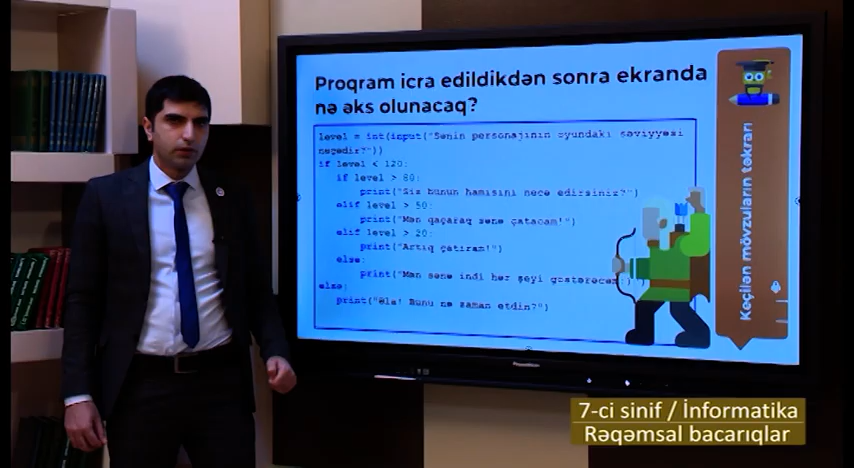 Proqram icra edildikdən sonra ekranda
nə əks olunacaq?
level = int(input("Sənin personajının oyundakı səviyyəsi
neçədir?"))
if level < 120:
if level > 80:
print("Siz bunun hamısını necə edirsiniz?")
elif level > 50:
print("Mən qaçaraq sənə çatacam!")
elif level > 20:
print("Artıq çatıram!")
else:
print("Mən sənə indi hər şeyi göstərəcəm:)")
else:
print("Əla! Bunu nə zaman etdin?")
Keçilən mövzuların təkrarı
7-ci sinif / İnformatika
Rəqəmsal bacarıqlar